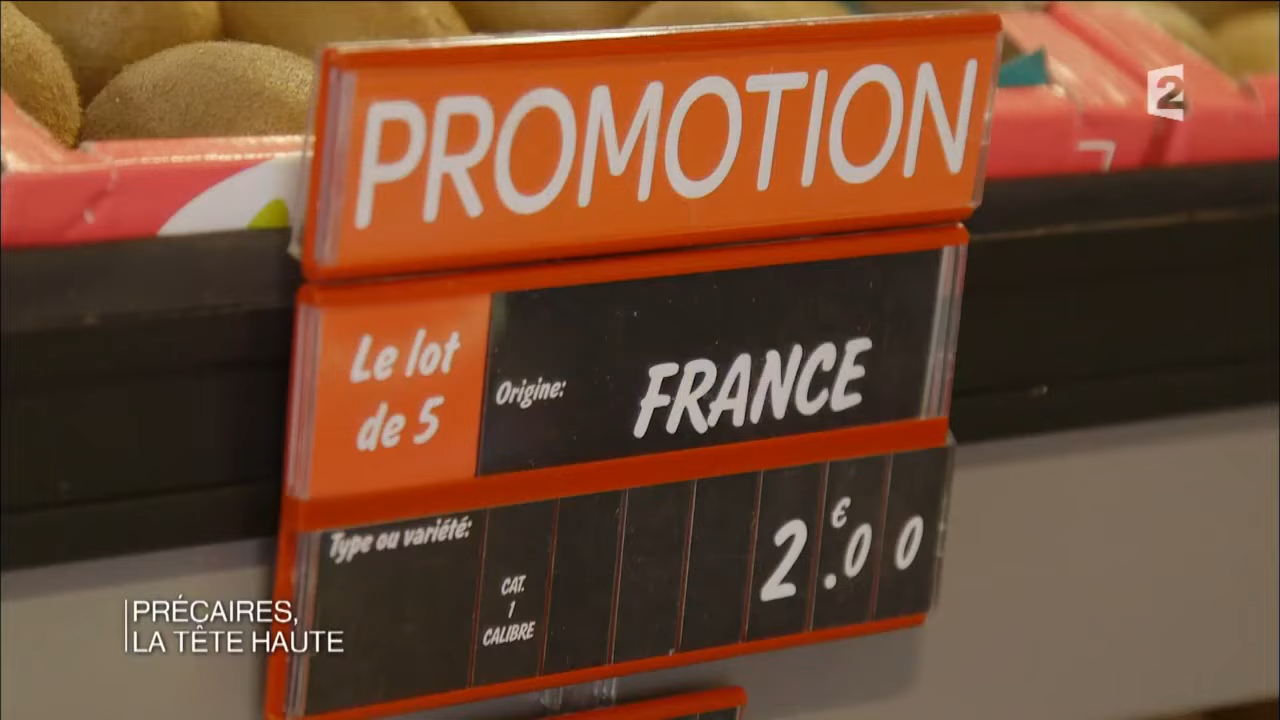 2
PROMOTION
Le lot
de 5
Origine:
FRANCE
Type ou variété:
CAT.
1
CALIBRE
2.€00
PRÉCAIRES,
LA TÊTE HAUTE